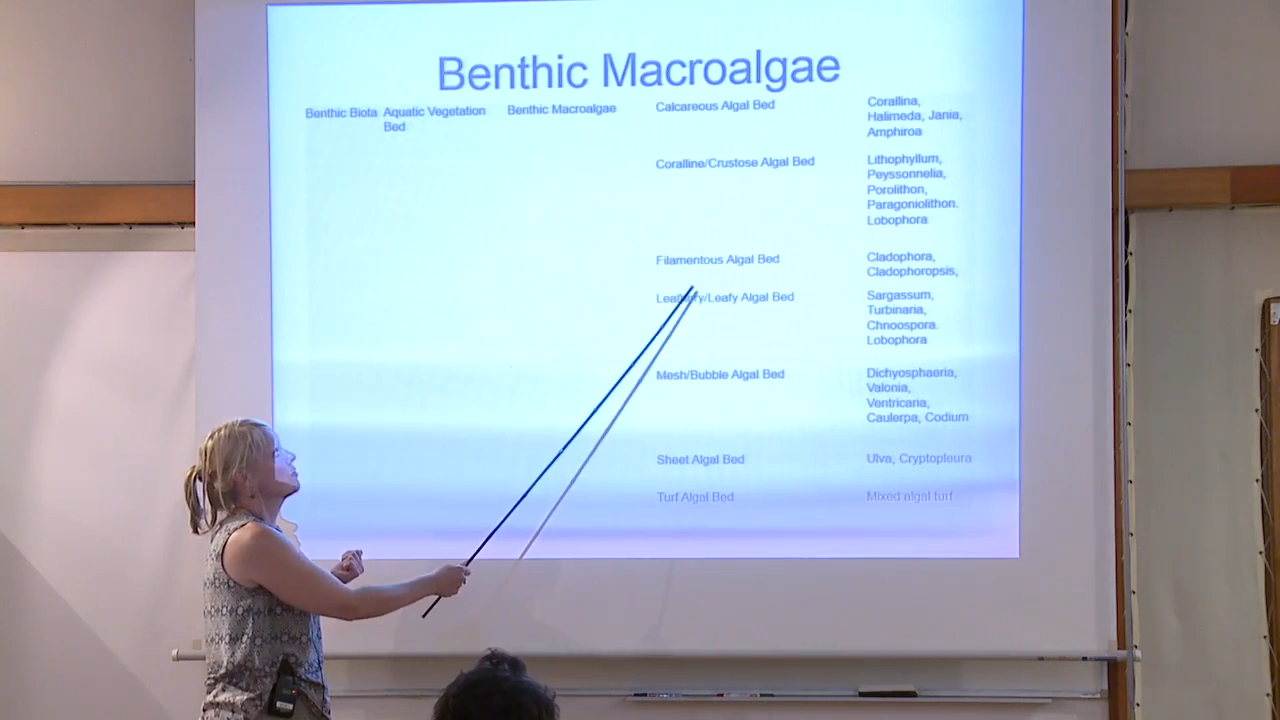 Benthic Macroalgae
Benthic Biota
Aquatic Vegetation
Bed
Benthic Macroalgae
Calcareous Algal Bed
Corallina,
Halimeda, Jania,
Amphiroa
Coralline/Crustose Algal Bed
Lithophyllum,
Peyssonnelia,
Porolithon,
Paragoniolithon.
Lobophora
Filamentous Algal Bed
Cladophora,
Cladophoropsis,
Leathery/Leafy Algal Bed
Sargassum,
Turbinaria,
Chnoospora.
Lobophora
Mesh/Bubble Algal Bed
Dichyosphaeria,
Valonia,
Ventricaria,
Caulerpa, Codium
Sheet Algal Bed
Ulva, Cryptopleura
Turf Algal Bed
Mixed algal turf